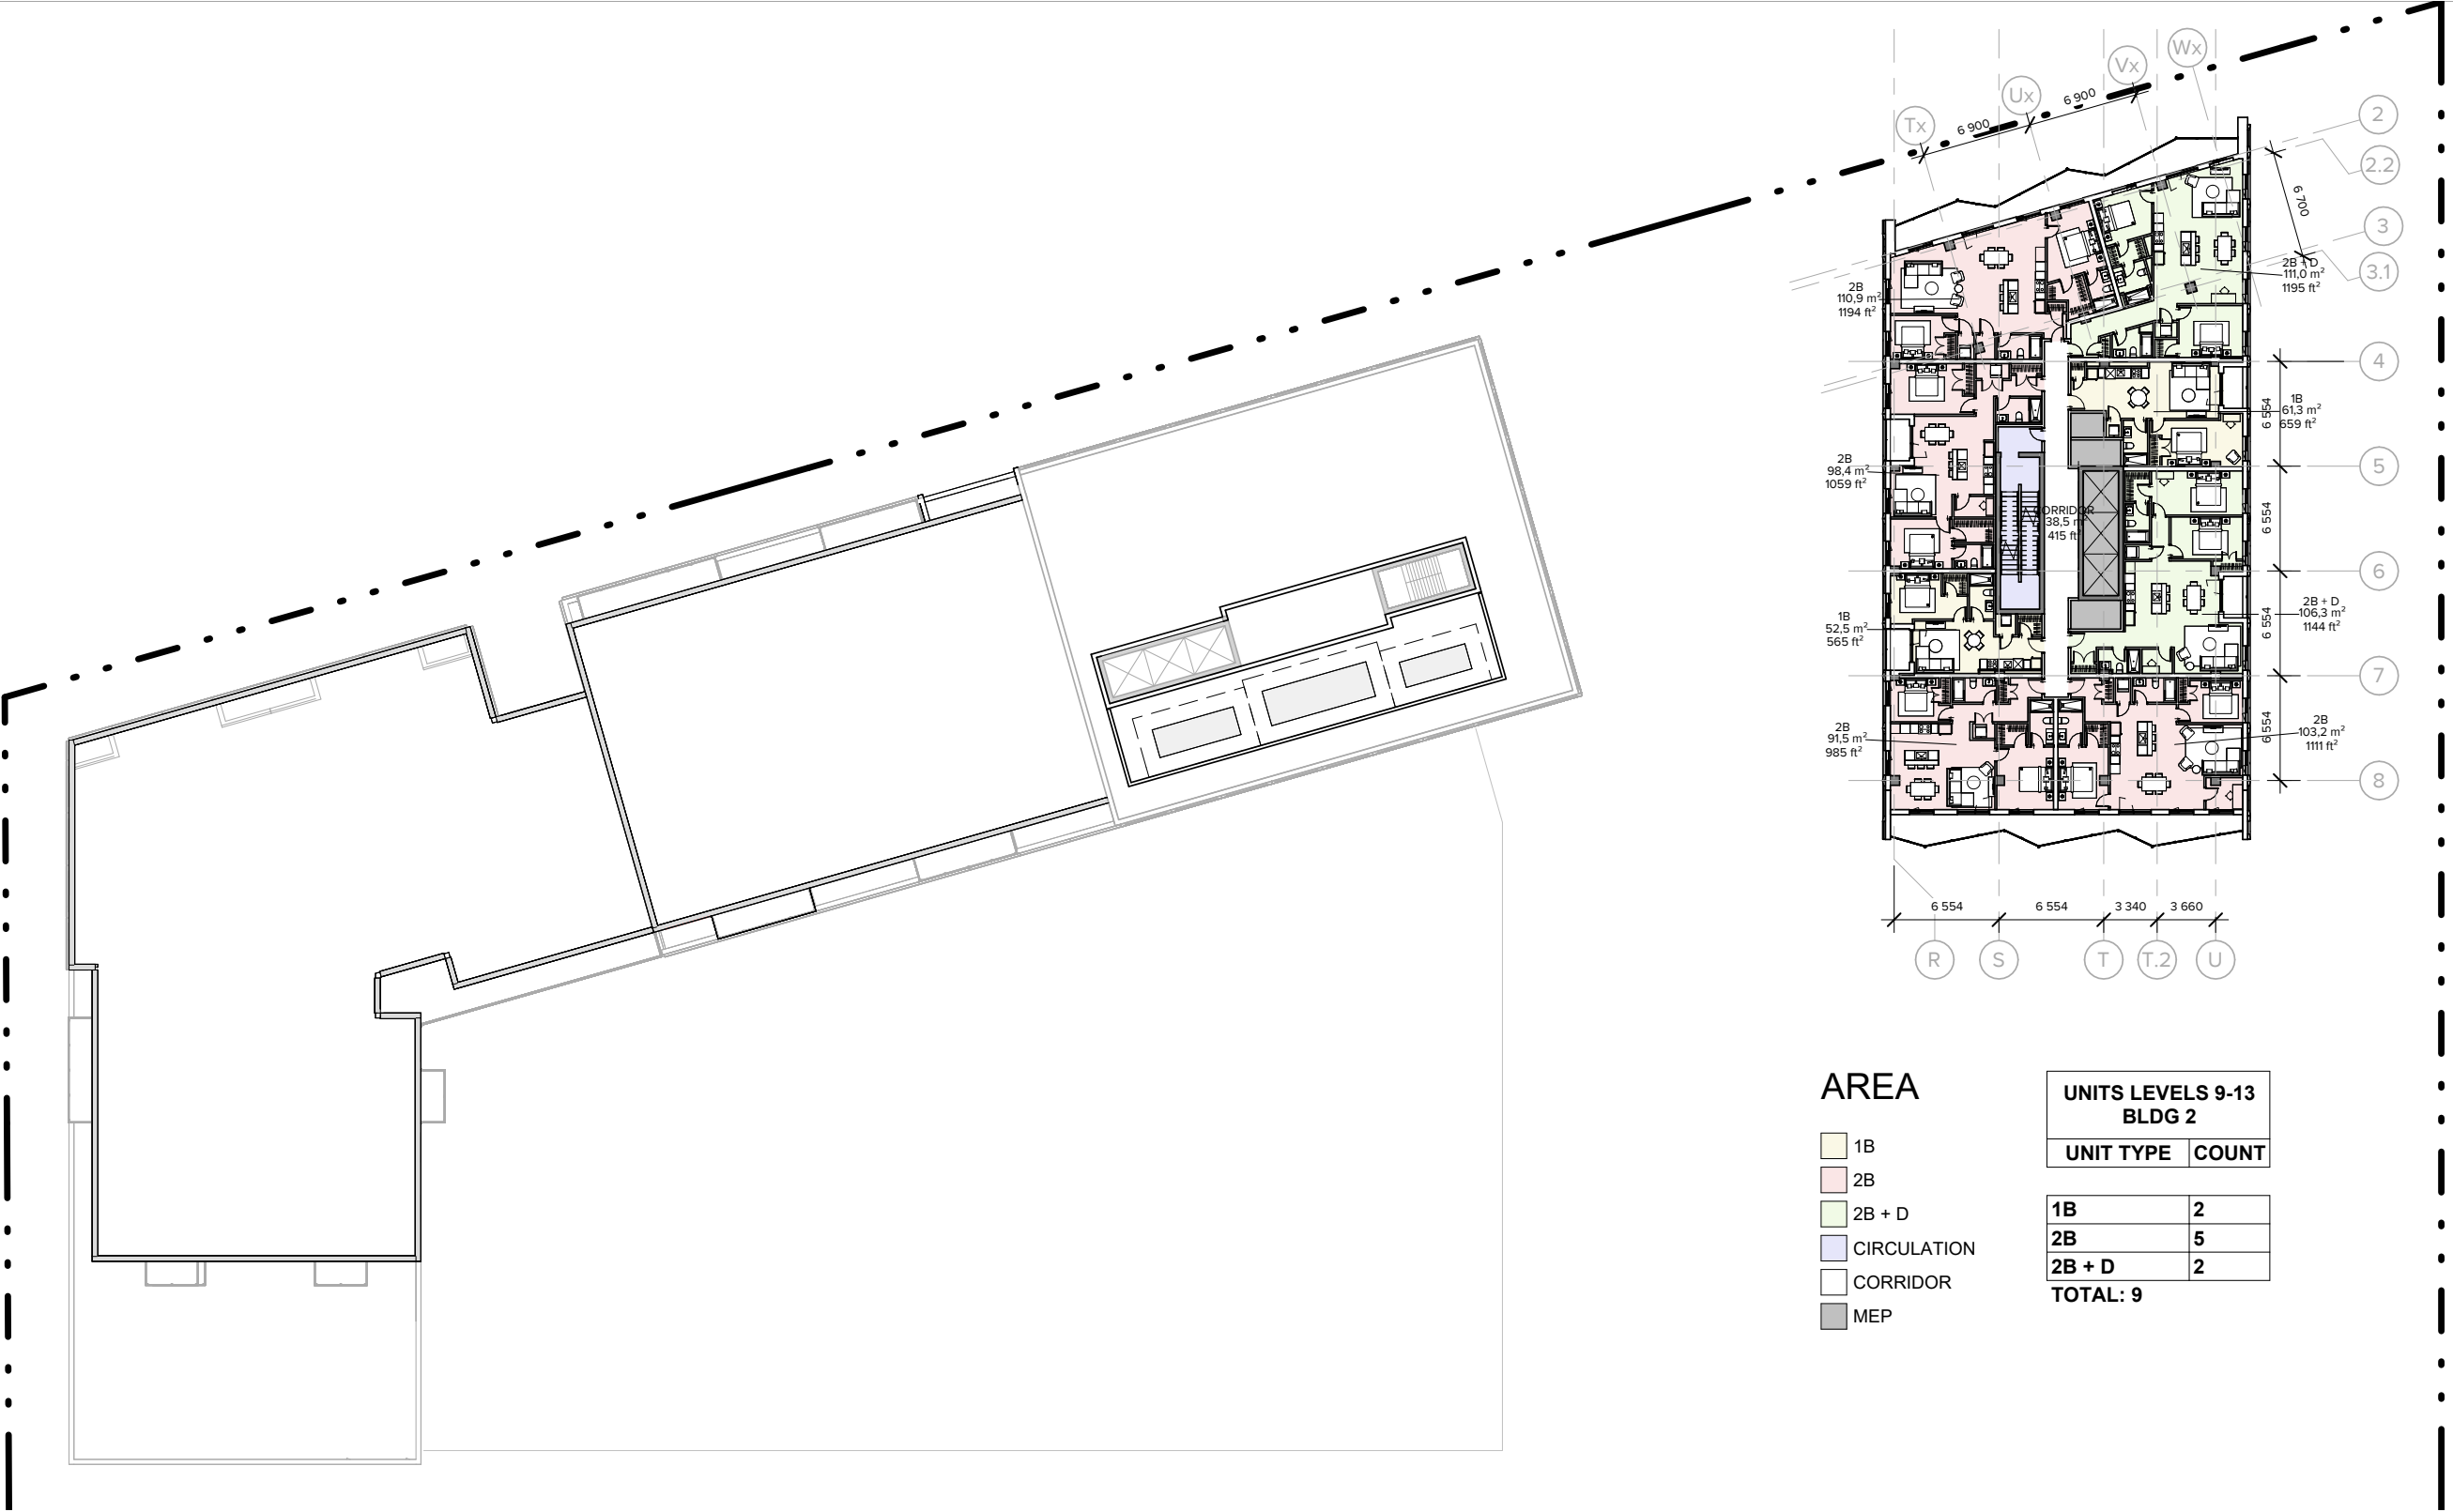 Wx
Vx
Ux
Tx
6 900
6 900
2
2.2
6 700
3
3.1
2B + D
111,0 m²
1195 ft²
2B
110,9 m²
1194 ft²
4
1B
61,3 m²
659 ft²
6 554
5
2B
98,4 m²
1059 ft²
CORRIDOR
38,5 m²
415 ft²
6 554
6
2B + D
106,3 m²
1144 ft²
6 554
1B
52,5 m²
565 ft²
7
2B
91,5 m²
985 ft²
2B
103,2 m²
1111 ft²
6 554
8
6 554
6 554
3 340
3 660
R
S
T
T.2
U
AREA
1B
2B
2B + D
CIRCULATION
CORRIDOR
MEP
UNITS LEVELS 9-13
BLDG 2
UNIT TYPE COUNT
1B 2
2B 5
2B + D 2
TOTAL: 9